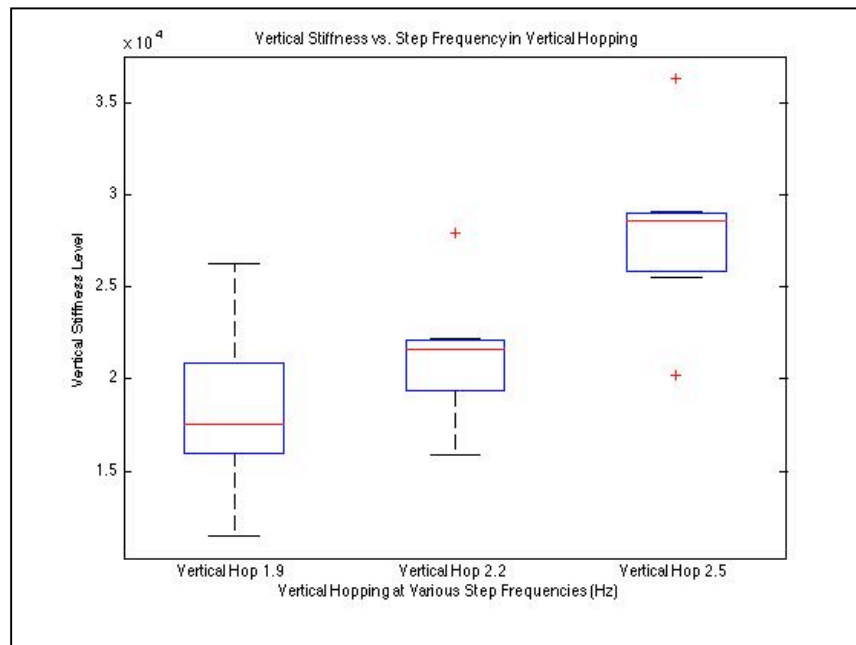 x 10^4
Vertical Stiffness vs. Step Frequency in Vertical Hopping
3.5
3
2.5
2
1.5
Vertical Stiffness Level
Vertical Hop 1.9 Vertical Hop 2.2 Vertical Hop 2.5
Vertical Hopping at Various Step Frequencies (Hz)